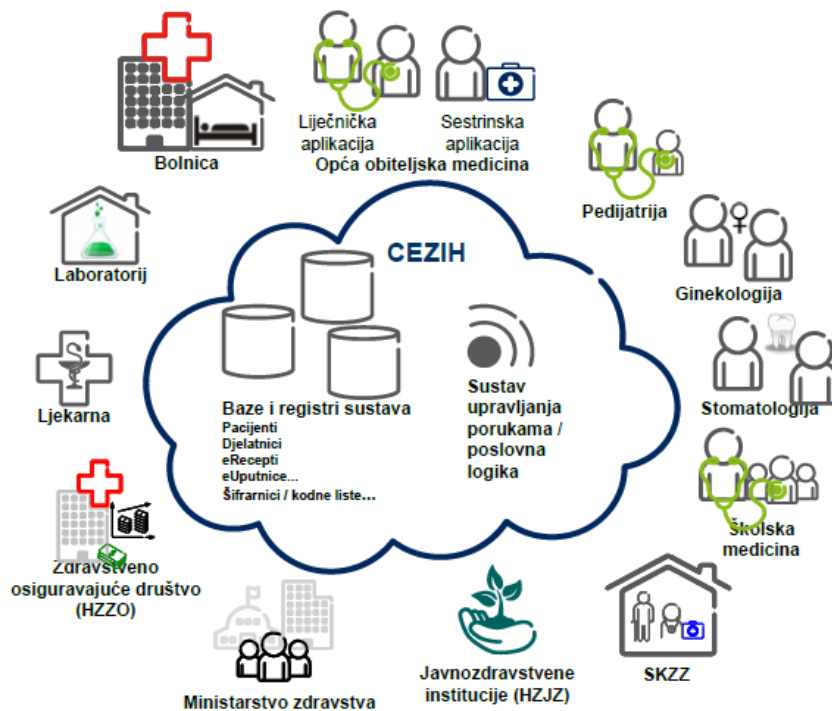 Bolnica
Liječnička
aplikacija
Sestrinska
aplikacija
Opća obiteljska medicina
Pedijatrija
Ginekologija
Stomatologija
Školska
medicina
SKZZ
Javnozdravstvene
institucije (HZJZ)
Ministarstvo zdravstva
Zdravstveno
osiguravajuće društvo
(HZZO)
Ljekarna
Laboratorij
CEZIH
Baze i registri sustava
Pacijenti
Djelatnici
eRecepti
eUputnice...
Šifrarnici / kodne liste...
Sustav
upravljanja
porukama /
poslovna
logika